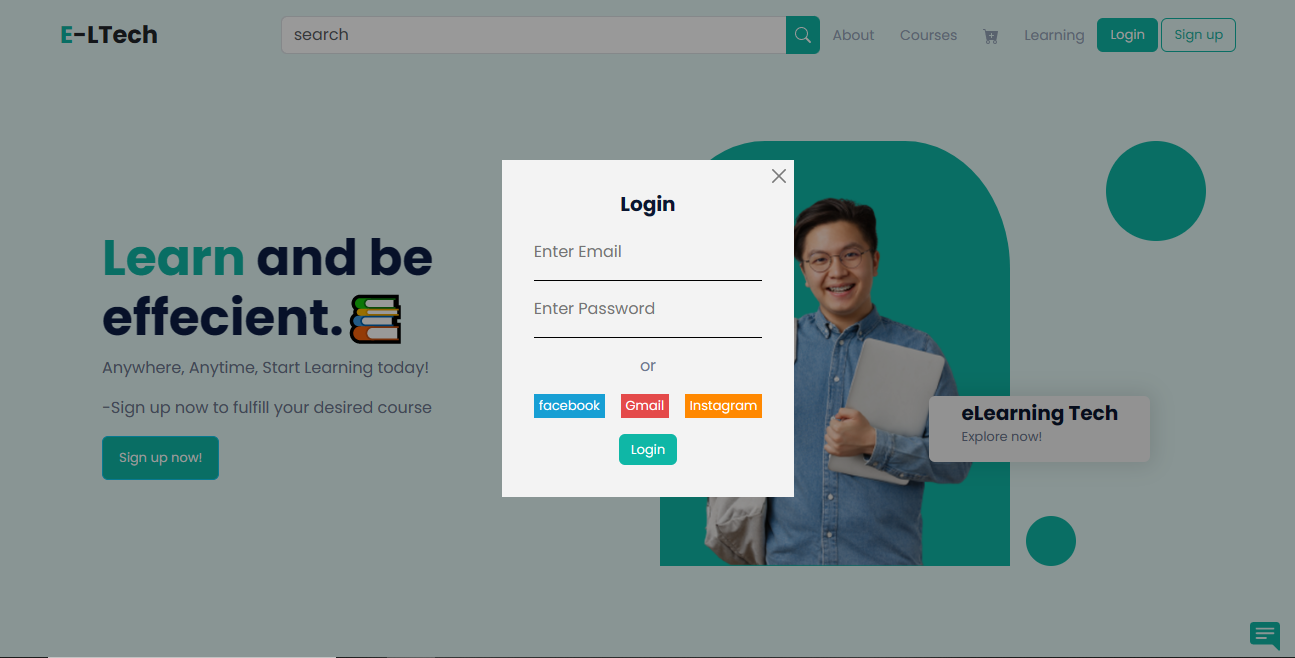 E-LTech
search
About
Courses
Learning
Login
Sign up
Learn and be
effecient.
Anywhere, Anytime, Start Learning today!
-Sign up now to fulfill your desired course
Sign up now!
Login
Enter Email
Enter Password
or
facebook
Gmail
Instagram
Login
eLearning Tech
Explore now!